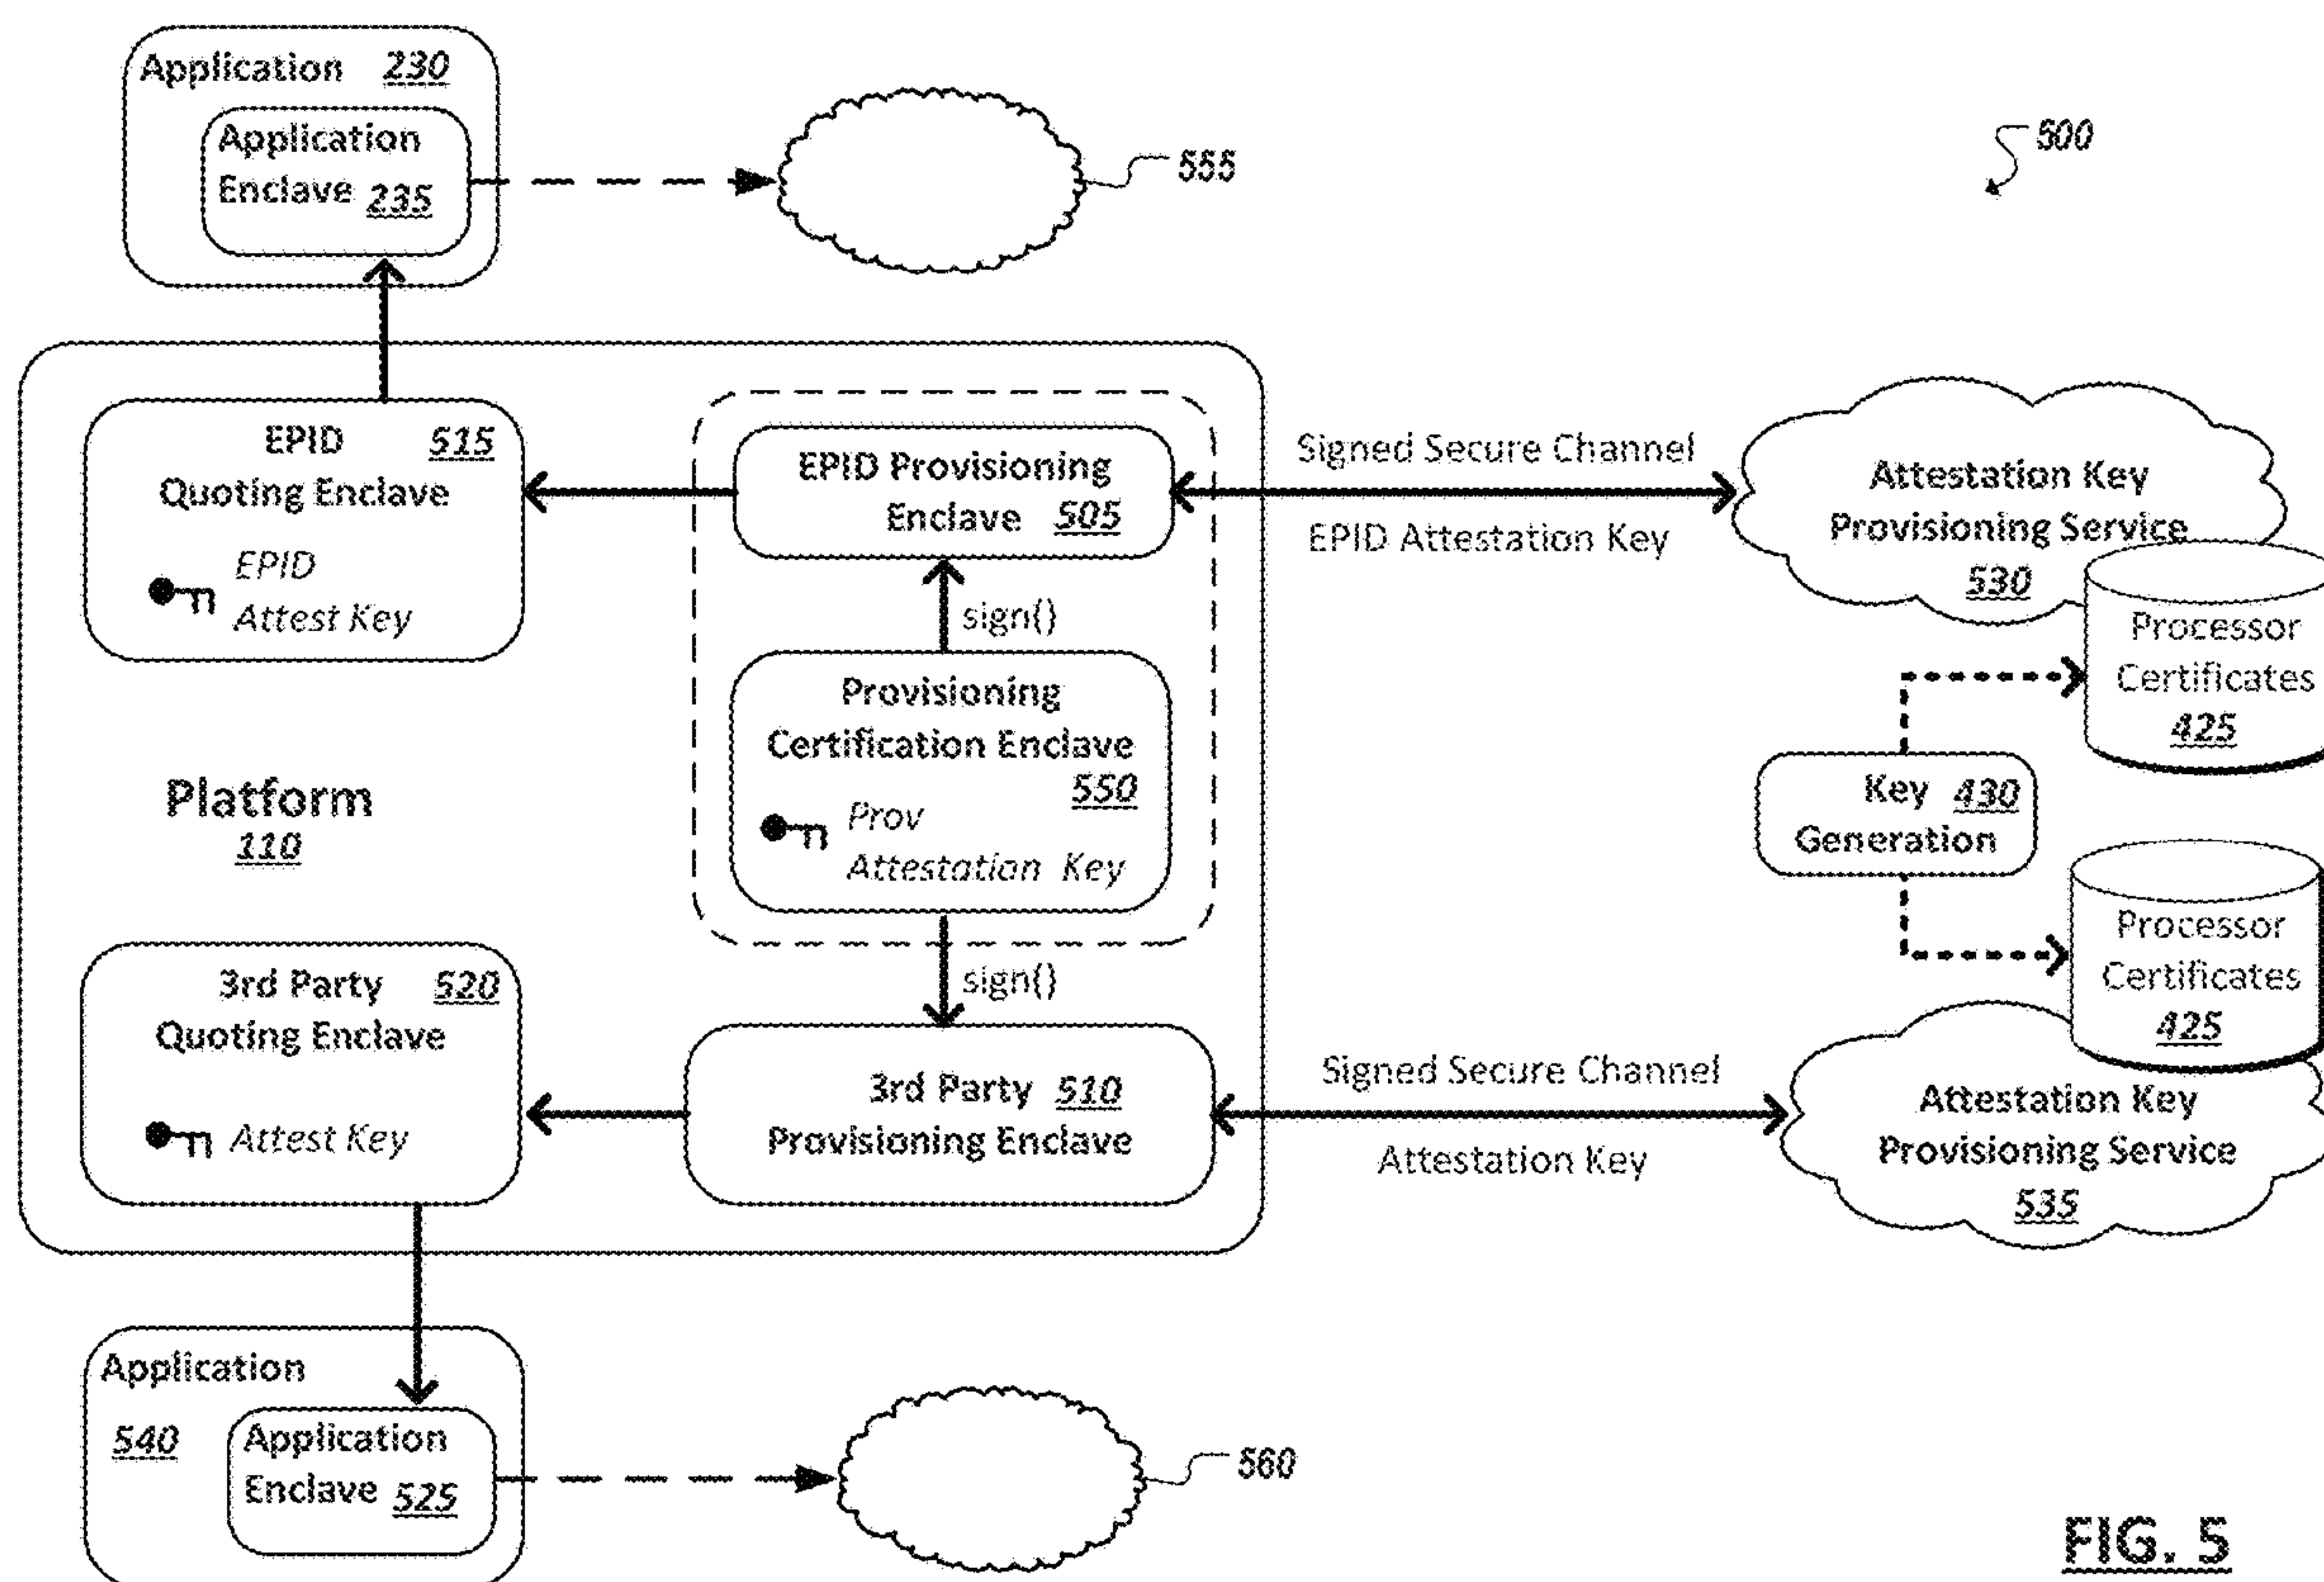 Application 230
Application
Enclave 235
555
500
EPID 515
Quoting Enclave
EPID
Attest Key
EPID Provisioning
Enclave 505
sign()
Provisioning
Certification Enclave
550
Prov
Attestation Key
sign()
Platform
110
3rd Party 520
Quoting Enclave
Attest Key
3rd Party 510
Provisioning Enclave
Signed Secure Channel
EPID Attestation Key
Attestation Key
Provisioning Service
530
Processor
Certificates
425
Key 430
Generation
Processor
Certificates
425
Signed Secure Channel
Attestation Key
Attestation Key
Provisioning Service
535
Application
540
Application
Enclave 525
560
FIG. 5